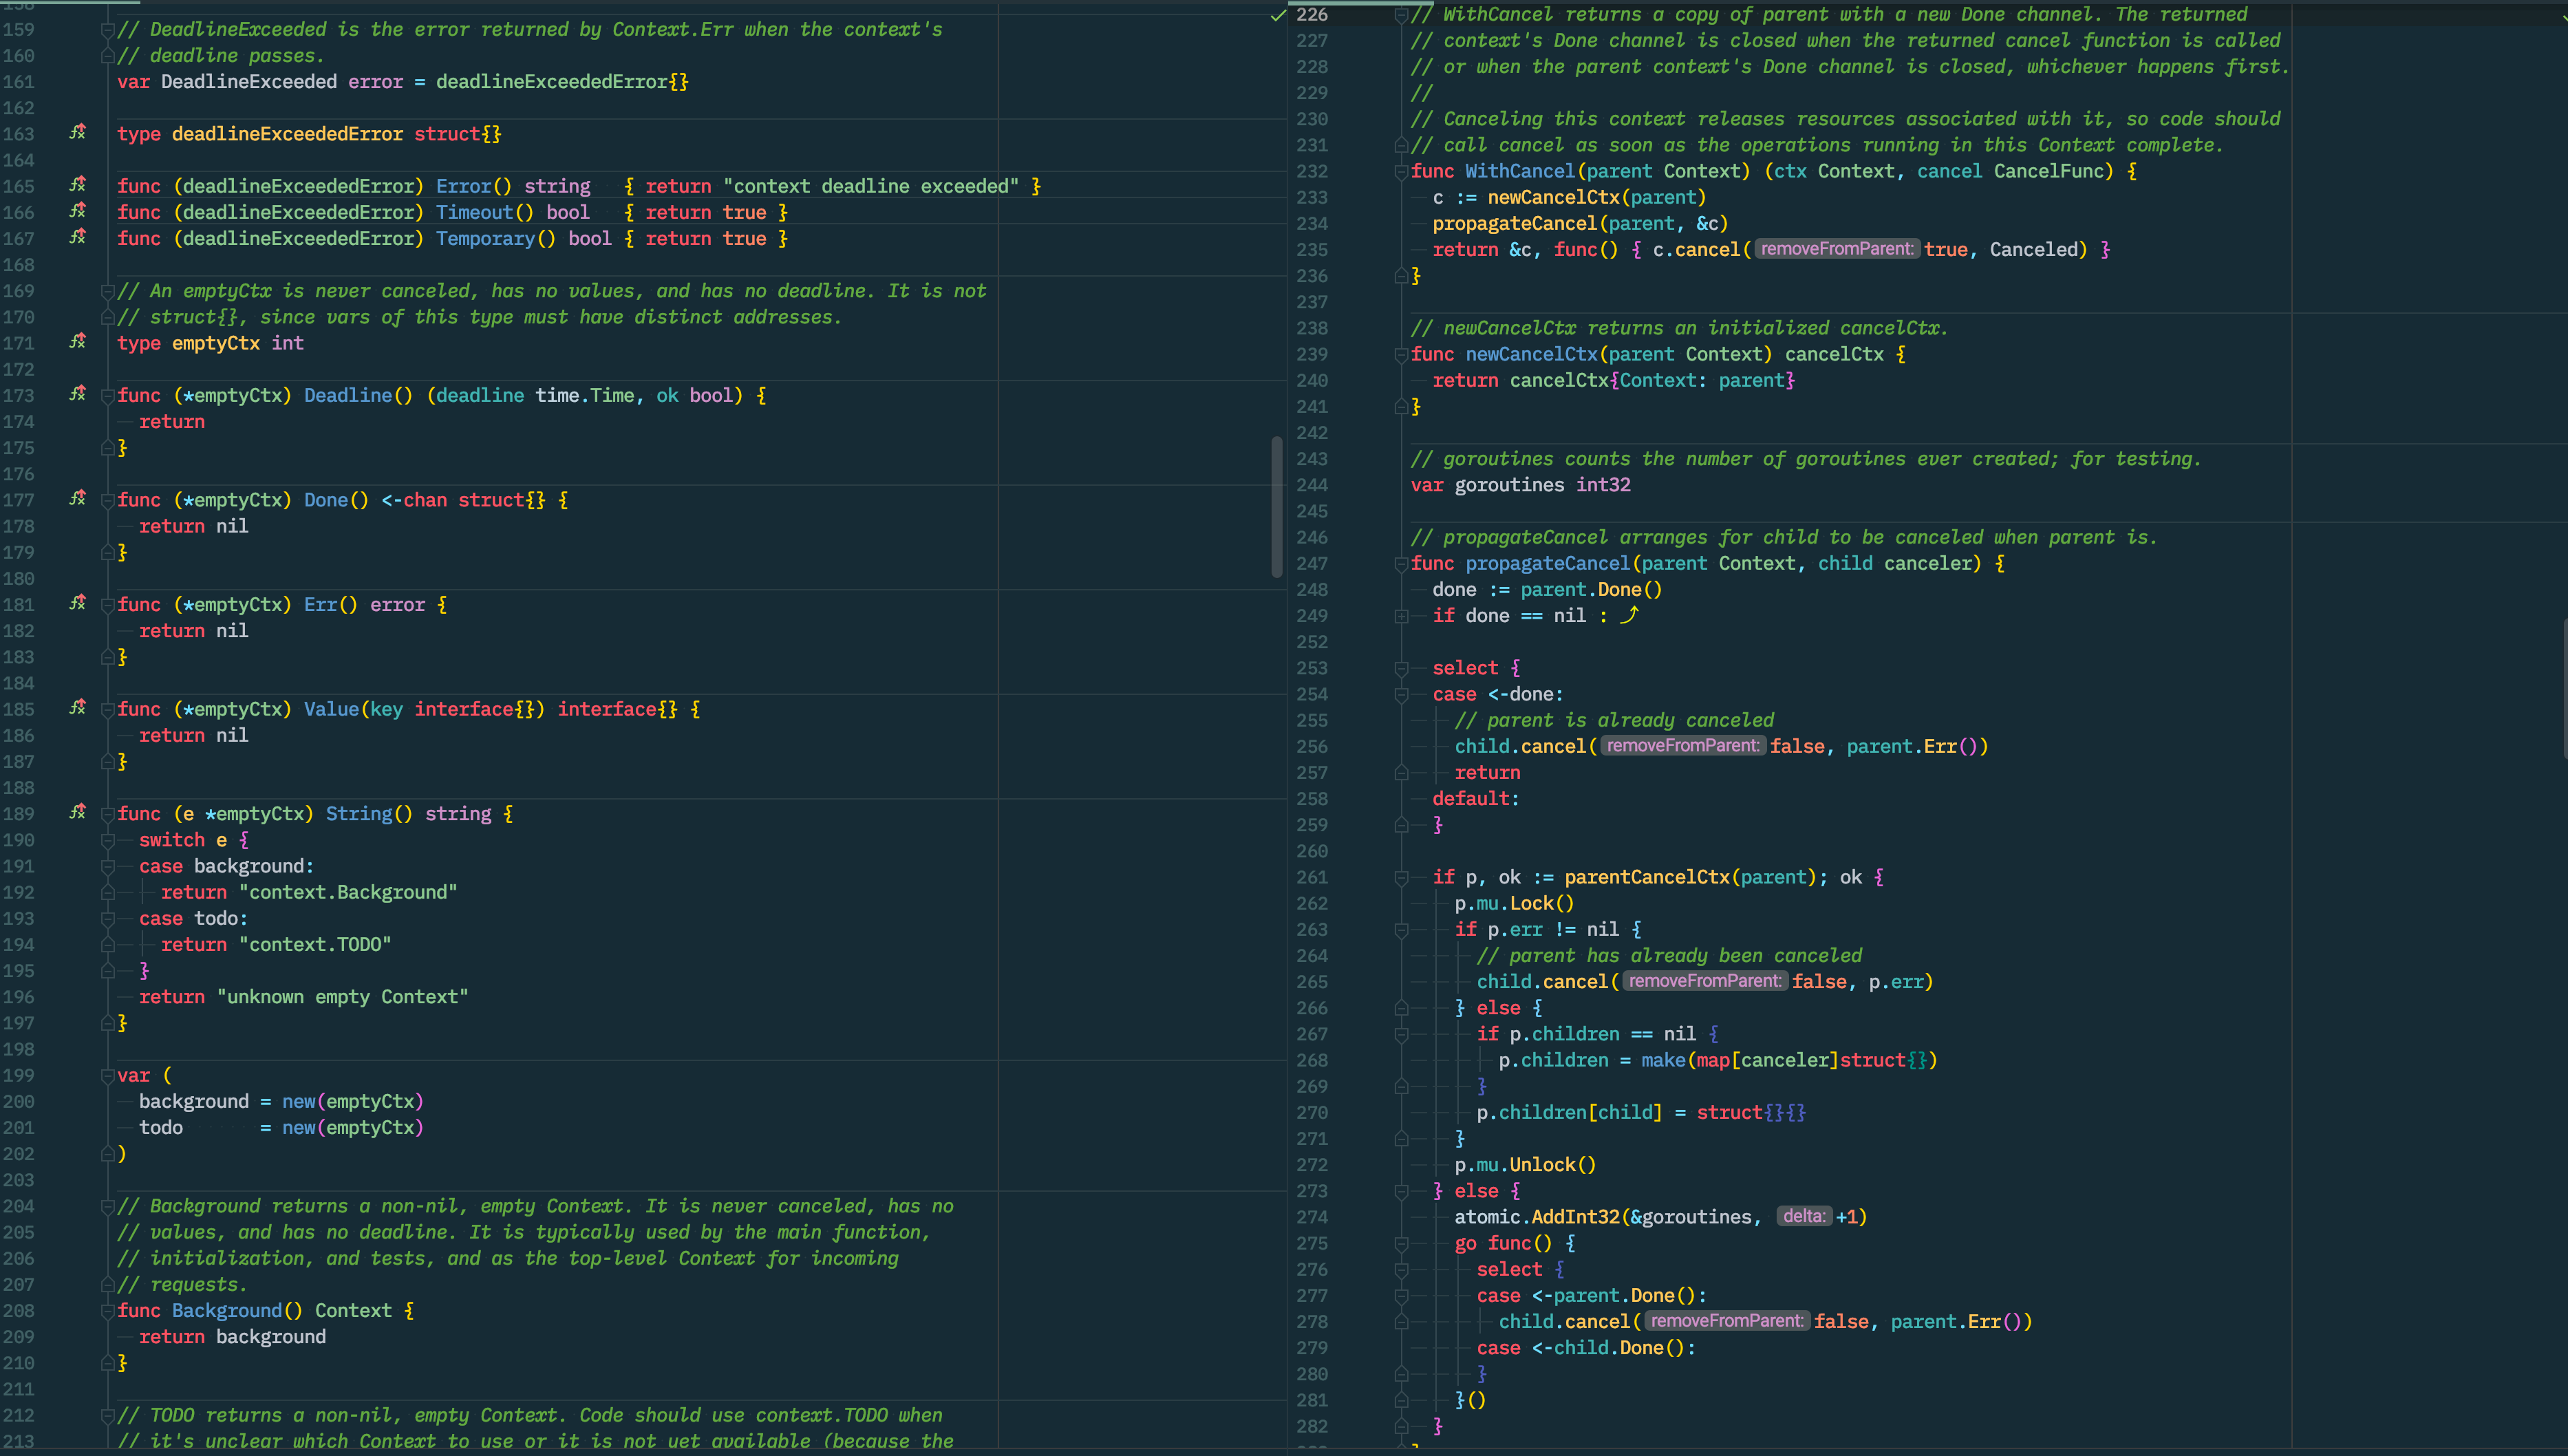 158
159 // DeadlineExceeded is the error returned by Context.Err when the context's
160 // deadline passes.
161 var DeadlineExceeded error = deadlineExceededError{}
162
163 type deadlineExceededError struct{}
164
165 func (deadlineExceededError) Error() string   { return "context deadline exceeded" }
166 func (deadlineExceededError) Timeout() bool   { return true }
167 func (deadlineExceededError) Temporary() bool { return true }
168
169 // An emptyCtx is never canceled, has no values, and has no deadline. It is not
170 // struct{}, since vars of this type must have distinct addresses.
171 type emptyCtx int
172
173 func (*emptyCtx) Deadline() (deadline time.Time, ok bool) {
174   return
175 }
176
177 func (*emptyCtx) Done() <-chan struct{} {
178   return nil
179 }
180
181 func (*emptyCtx) Err() error {
182   return nil
183 }
184
185 func (*emptyCtx) Value(key interface{}) interface{} {
186   return nil
187 }
188
189 func (e *emptyCtx) String() string {
190   switch e {
191   case background:
192     return "context.Background"
193   case todo:
194     return "context.TODO"
195   }
196   return "unknown empty Context"
197 }
198
199 var (
200   background = new(emptyCtx)
201   todo       = new(emptyCtx)
202 )
203
204 // Background returns a non-nil, empty Context. It is never canceled, has no
205 // values, and has no deadline. It is typically used by the main function,
206 // initialization, and tests, and as the top-level Context for incoming
207 // requests.
208 func Background() Context {
209   return background
210 }
211
212 // TODO returns a non-nil, empty Context. Code should use context.TODO when
213 // it's unclear which Context to use or it is not yet available (because the
226 // WithCancel returns a copy of parent with a new Done channel. The returned
227 // context's Done channel is closed when the returned cancel function is called
228 // or when the parent context's Done channel is closed, whichever happens first.
229 //
230 // Canceling this context releases resources associated with it, so code should
231 // call cancel as soon as the operations running in this Context complete.
232 func WithCancel(parent Context) (ctx Context, cancel CancelFunc) {
233   c := newCancelCtx(parent)
234   propagateCancel(parent, &c)
235   return &c, func() { c.cancel( removeFromParent: true, Canceled) }
236 }
237
238 // newCancelCtx returns an initialized cancelCtx.
239 func newCancelCtx(parent Context) cancelCtx {
240   return cancelCtx{Context: parent}
241 }
242
243 // goroutines counts the number of goroutines ever created; for testing.
244 var goroutines int32
245
246 // propagateCancel arranges for child to be canceled when parent is.
247 func propagateCancel(parent Context, child canceler) {
248   done := parent.Done()
249   if done == nil : ⤴
252
253   select {
254   case <-done:
255     // parent is already canceled
256     child.cancel( removeFromParent: false, parent.Err())
257     return
258   default:
259   }
260
261   if p, ok := parentCancelCtx(parent); ok {
262     p.mu.Lock()
263     if p.err != nil {
264       // parent has already been canceled
265       child.cancel( removeFromParent: false, p.err)
266     } else {
267       if p.children == nil {
268         p.children = make(map[canceler]struct{})
269       }
270       p.children[child] = struct{}{}
271     }
272     p.mu.Unlock()
273   } else {
274     atomic.AddInt32(&goroutines, delta: +1)
275     go func() {
276       select {
277       case <-parent.Done():
278         child.cancel( removeFromParent: false, parent.Err())
279       case <-child.Done():
280       }
281     }()
282   }